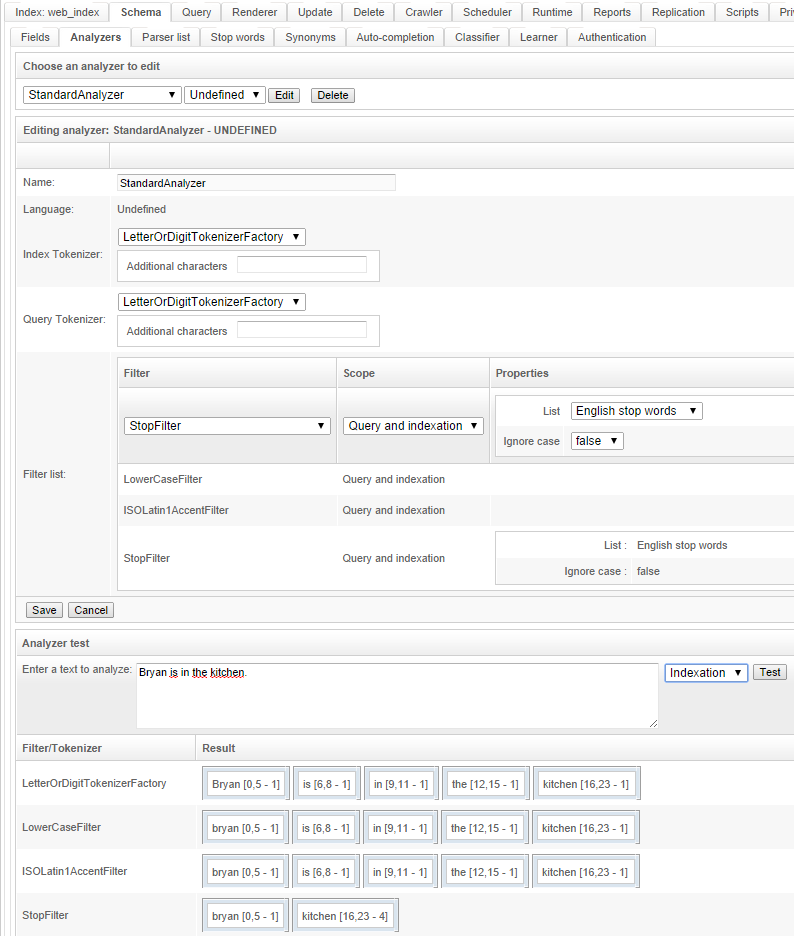 Index: web_index Schema Query Renderer Update Delete Crawler Scheduler Runtime Reports Replication Scripts
Fields Analyzers Parser list Stop words Synonyms Auto-completion Classifier Learner Authentication
Choose an analyzer to edit
StandardAnalyzer Undefined Edit Delete
Editing analyzer: StandardAnalyzer - UNDEFINED
Name: StandardAnalyzer
Language: Undefined
LetterOrDigitTokenizerFactory
Index Tokenizer:
Additional characters
LetterOrDigitTokenizerFactory
Query Tokenizer:
Additional characters
Filter Scope Properties
List English stop words
StopFilter Query and indexation
Ignore case false
Filter list:
LowerCaseFilter Query and indexation
ISOLatin1AccentFilter Query and indexation
List : English stop words
StopFilter Query and indexation
Ignore case : false
Save Cancel
Analyzer test
Enter a text to analyze: Bryan is in the kitchen. Indexation Test
Filter/Tokenizer Result
LetterOrDigitTokenizerFactory Bryan [0,5 - 1] is [6,8 - 1] in [9,11 - 1] the [12,15 - 1] kitchen [16,23 - 1]
LowerCaseFilter bryan [0,5 - 1] is [6,8 - 1] in [9,11 - 1] the [12,15 - 1] kitchen [16,23 - 1]
ISOLatin1AccentFilter bryan [0,5 - 1] is [6,8 - 1] in [9,11 - 1] the [12,15 - 1] kitchen [16,23 - 1]
StopFilter bryan [0,5 - 1] kitchen [16,23 - 4]